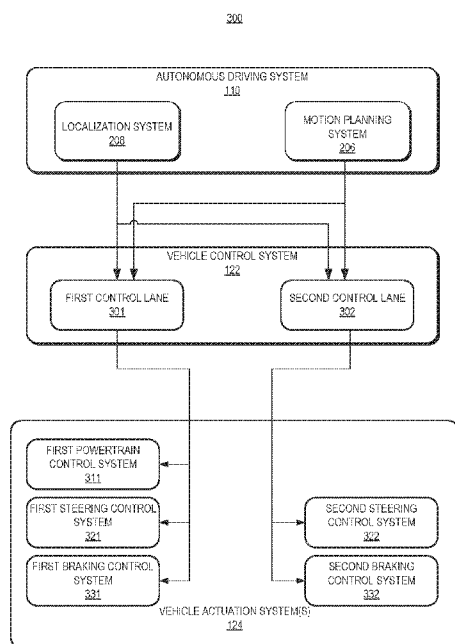 300
AUTONOMOUS DRIVING SYSTEM
110
LOCALIZATION
SYSTEM
208
MOTION PLANNING
SYSTEM
206
VEHICLE CONTROL SYSTEM
122
FIRST CONTROL LANE
301
SECOND CONTROL LANE
302
FIRST POWERTRAIN
CONTROL SYSTEM
311
FIRST STEERING CONTROL
SYSTEM
321
SECOND STEERING
CONTROL SYSTEM
322
FIRST BRAKING CONTROL
SYSTEM
331
SECOND BRAKING
CONTROL SYSTEM
332
VEHICLE ACTUATION SYSTEM(S)
124